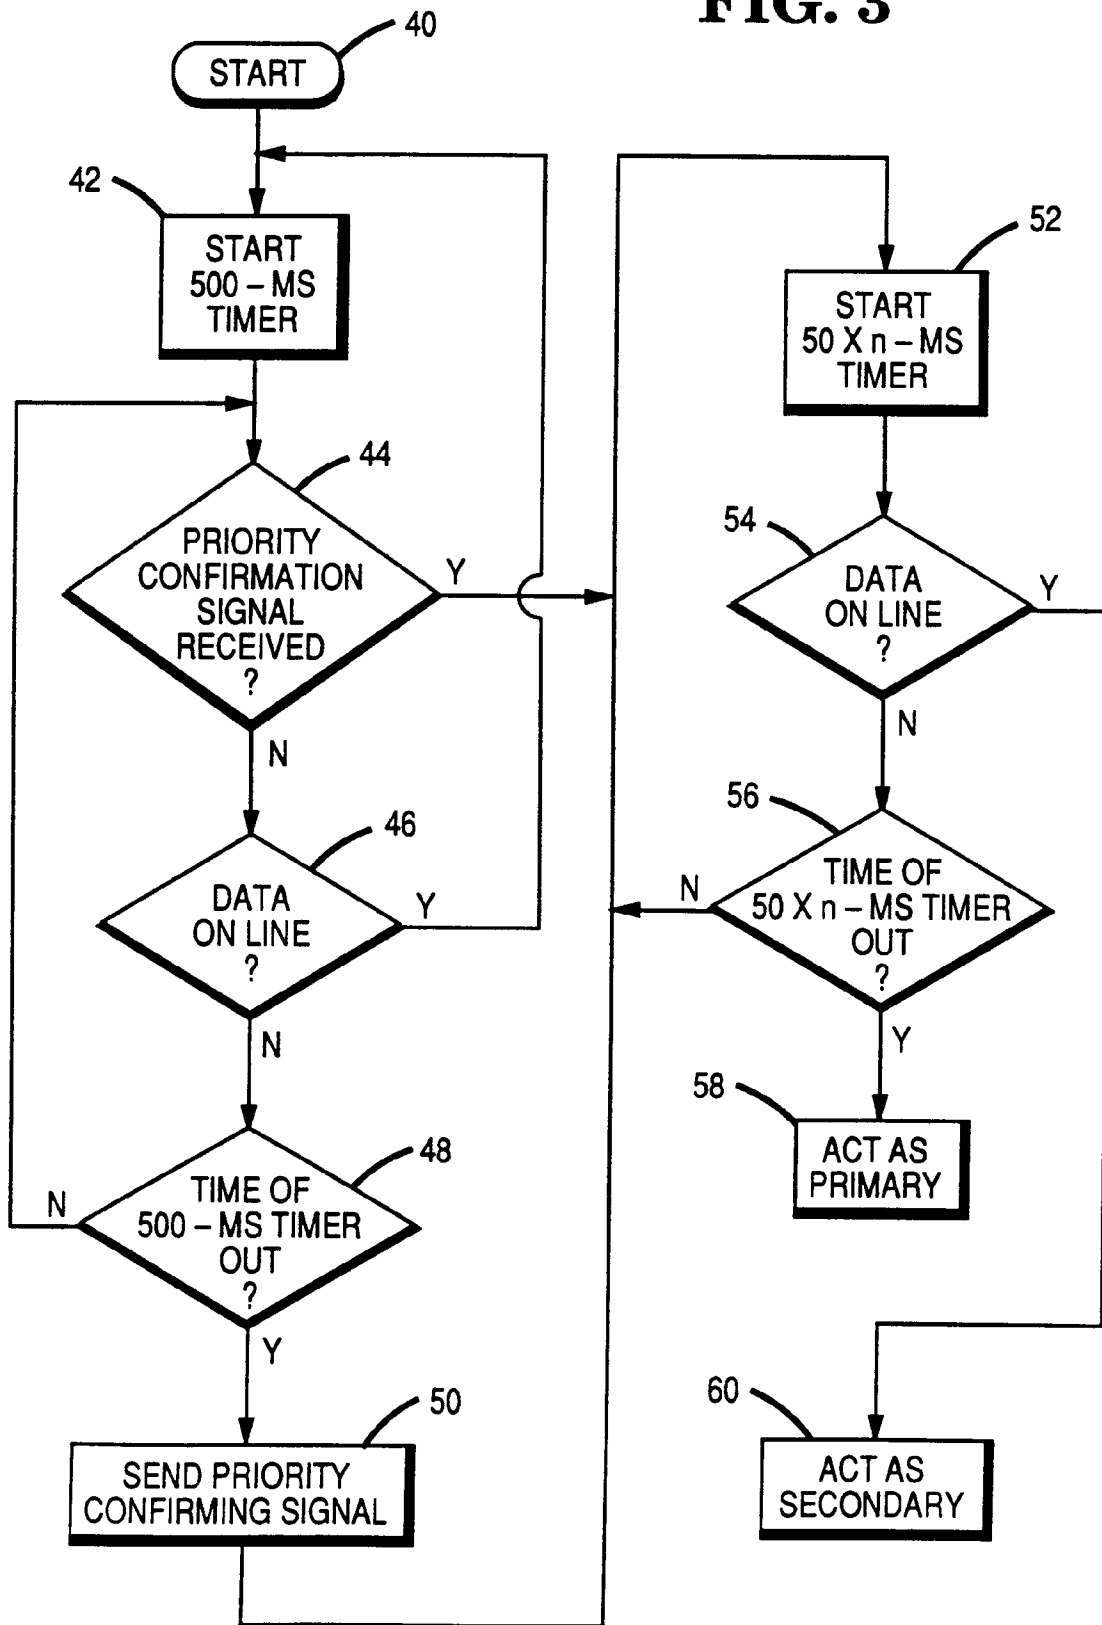 FIG. 3
40
START
42
START
500 – MS
TIMER
44
PRIORITY
CONFIRMATION
SIGNAL
RECEIVED
?
Y
N
46
DATA
ON LINE
?
Y
N
48
TIME OF
500 – MS TIMER
OUT
?
N
Y
50
SEND PRIORITY
CONFIRMING SIGNAL
52
START
50 X n – MS
TIMER
54
DATA
ON LINE
?
Y
N
56
TIME OF
50 X n – MS TIMER
OUT
?
N
Y
58
ACT AS
PRIMARY
60
ACT AS
SECONDARY